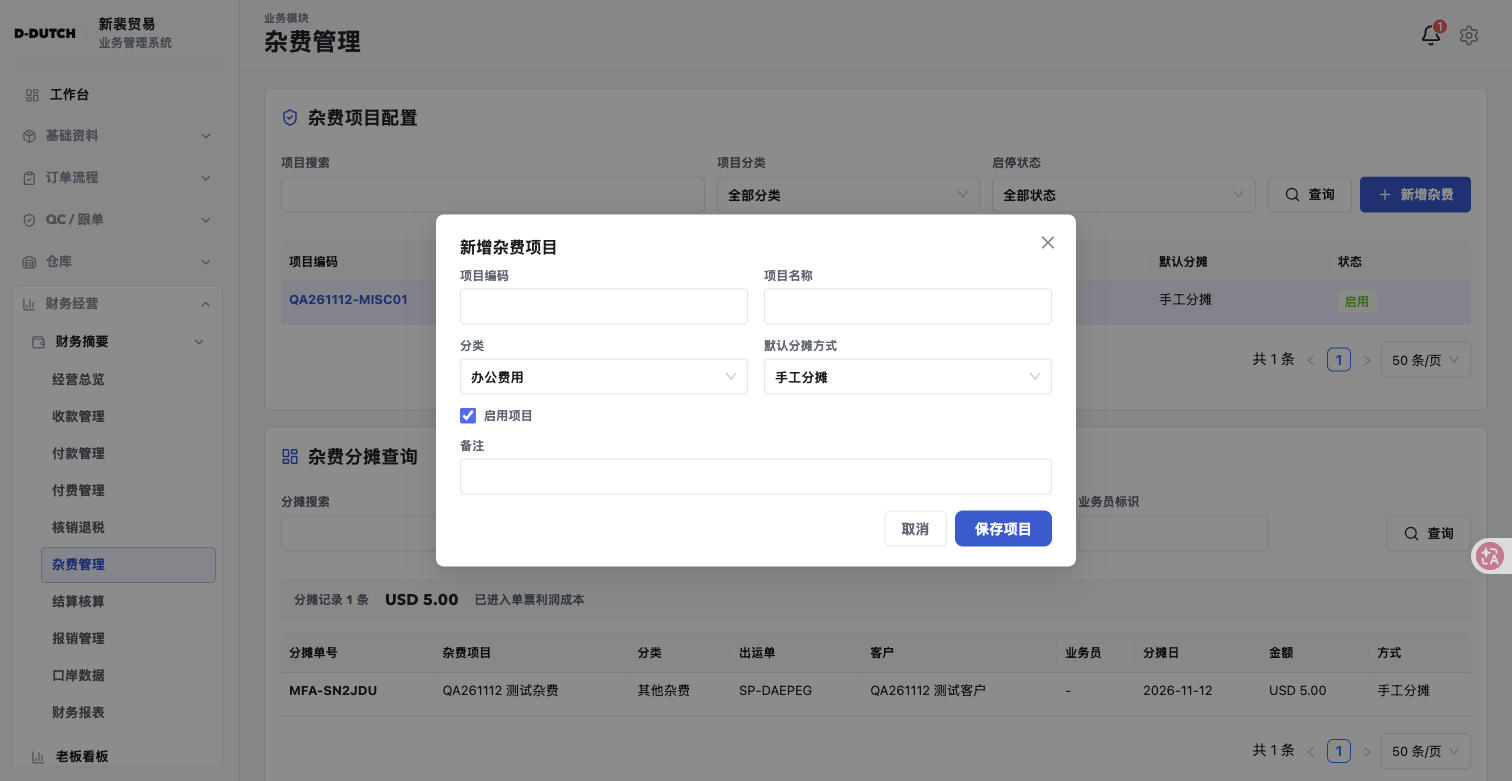 D-DUTCH
新裴贸易
业务管理系统
工作台
基础资料
订单流程
QC / 跟单
仓库
财务经营
财务摘要
经营总览
收款管理
付款管理
付费管理
核销退税
杂费管理
结算核算
报销管理
口岸数据
财务报表
老板看板
业务模块
杂费管理
1
杂费项目配置
项目搜索
项目分类
启停状态
全部分类
全部状态
查询
新增杂费
项目编码
默认分摊
状态
QA261112-MISC01
手工分摊
启用
共 1 条
1
50 条/页
新增杂费项目
项目编码
项目名称
分类
默认分摊方式
办公费用
手工分摊
启用项目
备注
取消
保存项目
杂费分摊查询
分摊搜索
业务员标识
查询
分摊记录 1 条 USD 5.00 已进入单票利润成本
分摊单号 杂费项目 分类 出运单 客户 业务员 分摊日 金额 方式
MFA-SN2JDU QA261112 测试杂费 其他杂费 SP-DAEPEG QA261112 测试客户 - 2026-11-12 USD 5.00 手工分摊
共 1 条
1
50 条/页